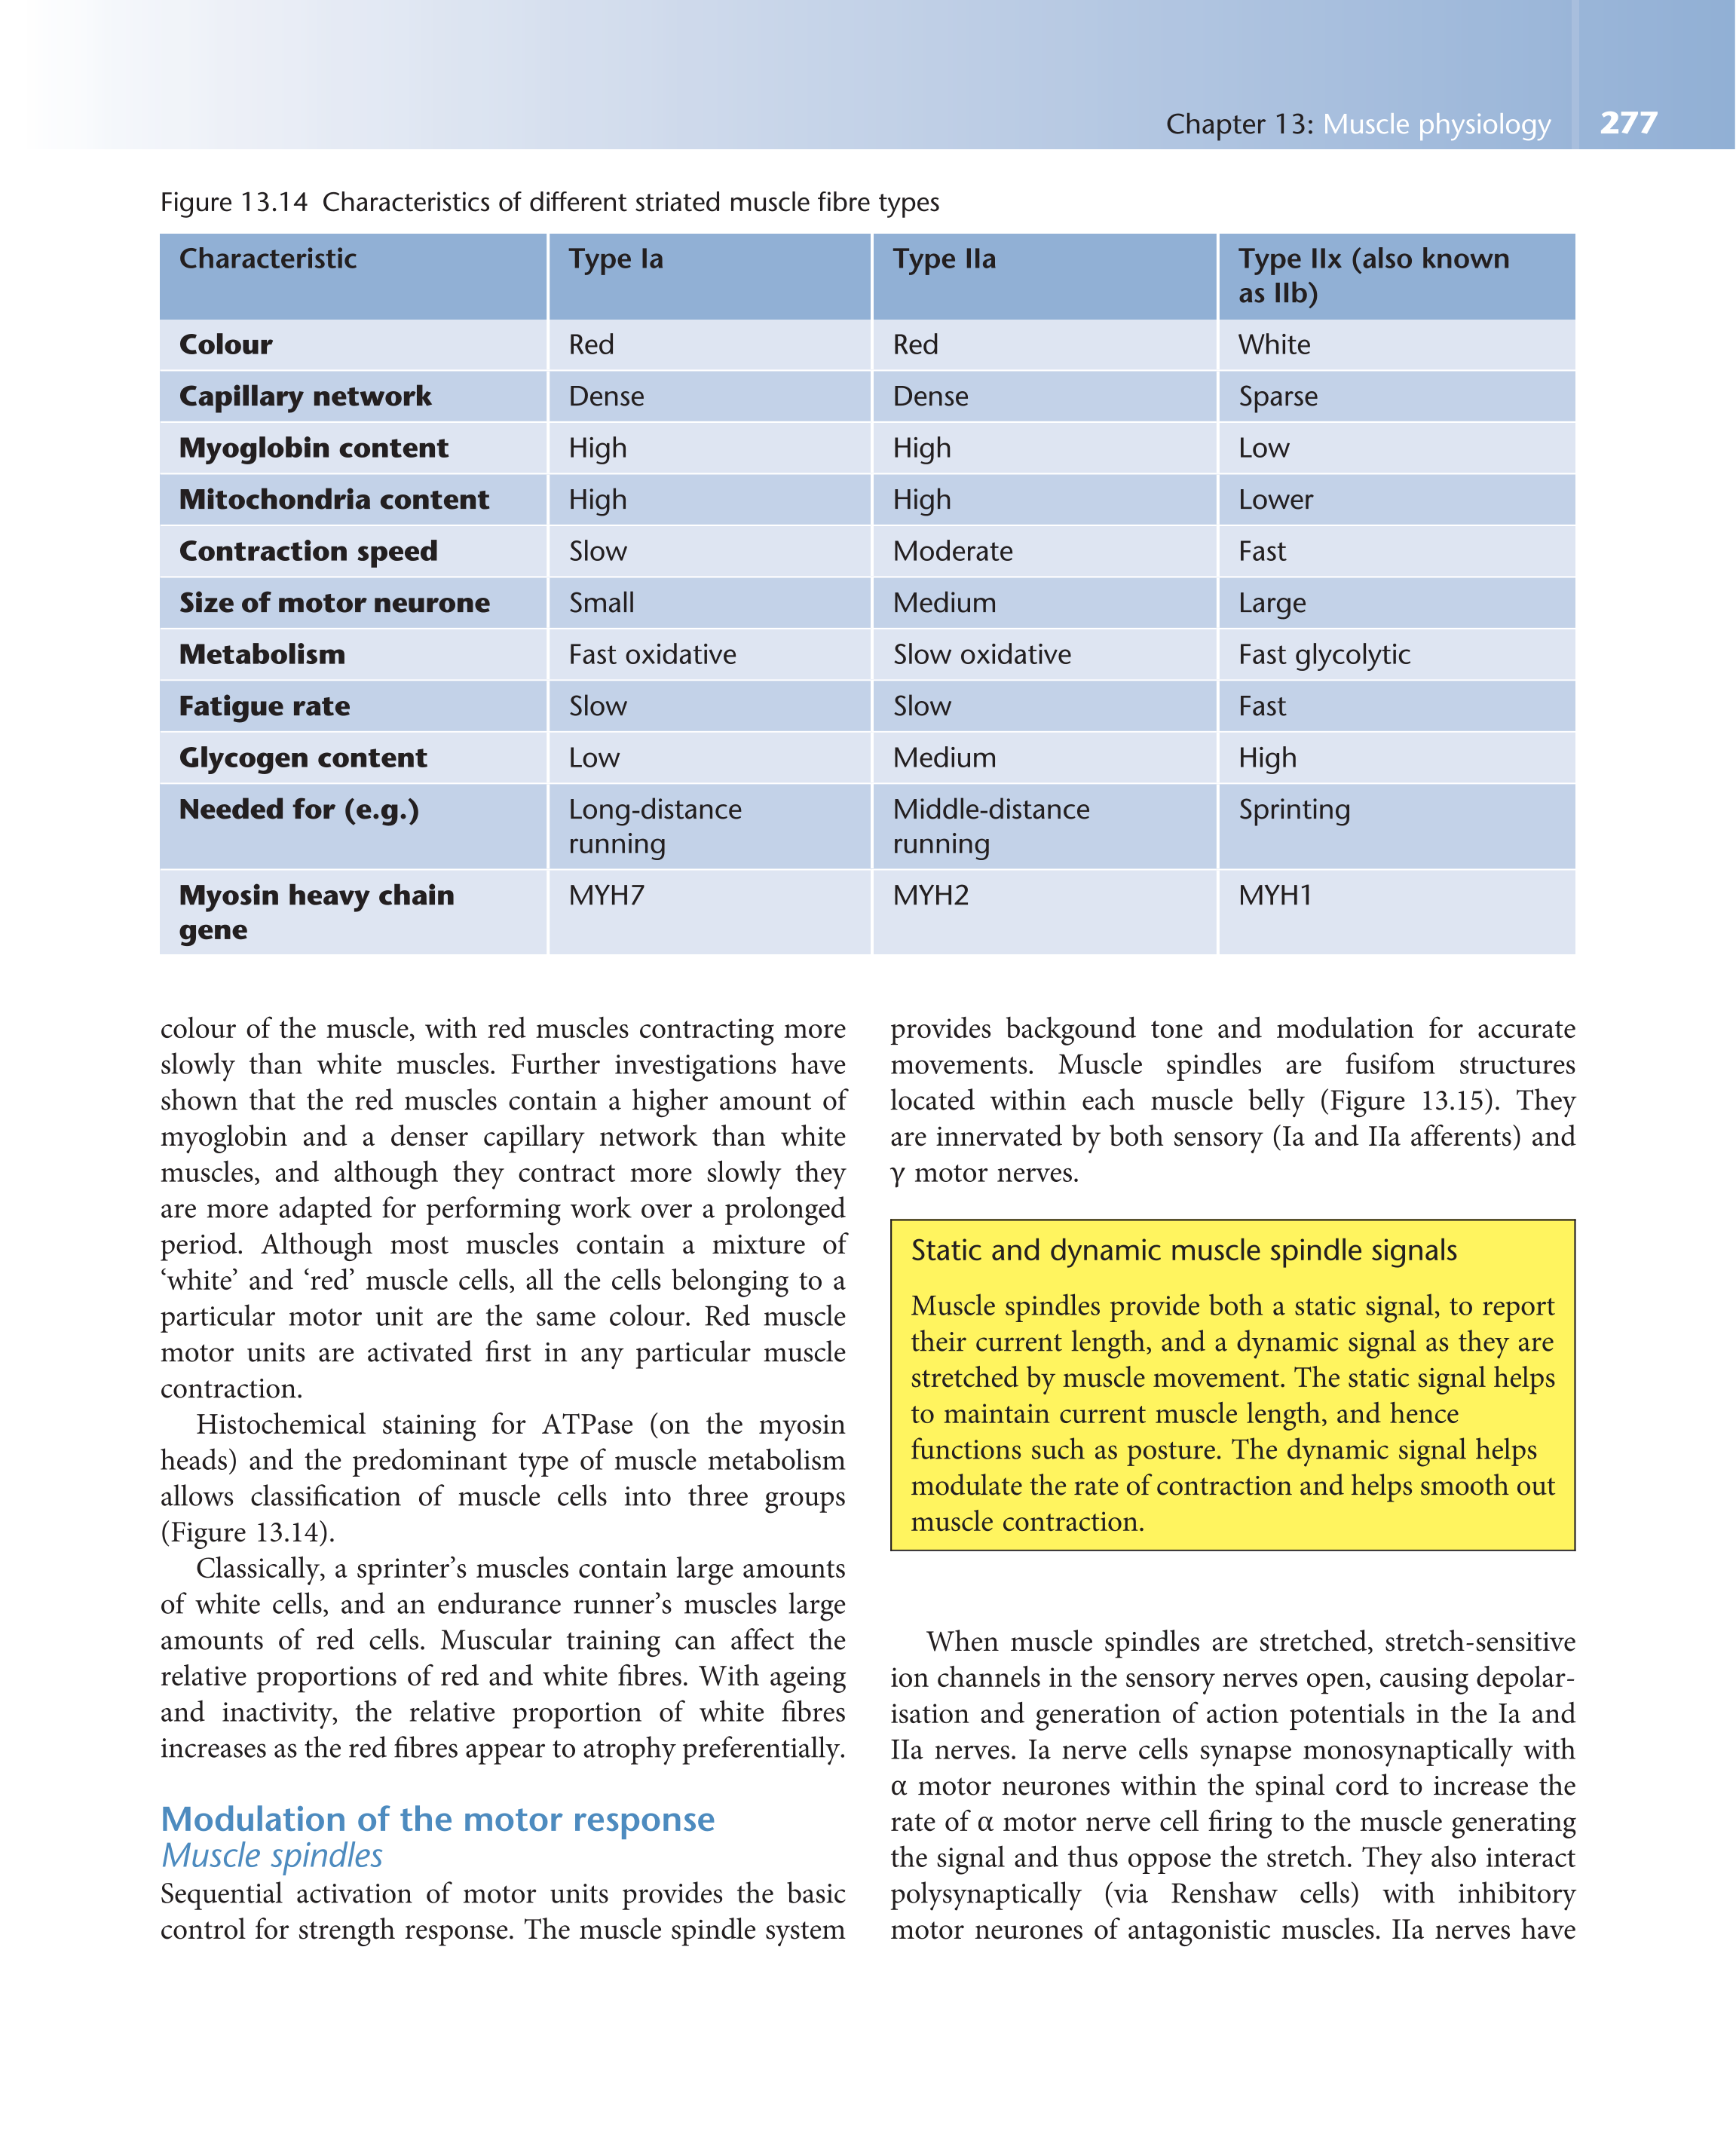 Chapter 13: Muscle physiology 277
Figure 13.14 Characteristics of different striated muscle fibre types
Characteristic Type Ia Type IIa Type IIx (also known
as IIb)
Colour Red Red White
Capillary network Dense Dense Sparse
Myoglobin content High High Low
Mitochondria content High High Lower
Contraction speed Slow Moderate Fast
Size of motor neurone Small Medium Large
Metabolism Fast oxidative Slow oxidative Fast glycolytic
Fatigue rate Slow Slow Fast
Glycogen content Low Medium High
Needed for (e.g.) Long-distance Middle-distance Sprinting
running running
Myosin heavy chain MYH7 MYH2 MYH1
gene
colour of the muscle, with red muscles contracting more
slowly than white muscles. Further investigations have
shown that the red muscles contain a higher amount of
myoglobin and a denser capillary network than white
muscles, and although they contract more slowly they
are more adapted for performing work over a prolonged
period. Although most muscles contain a mixture of
‘white’ and ‘red’ muscle cells, all the cells belonging to a
particular motor unit are the same colour. Red muscle
motor units are activated first in any particular muscle
contraction.
Histochemical staining for ATPase (on the myosin
heads) and the predominant type of muscle metabolism
allows classification of muscle cells into three groups
(Figure 13.14).
Classically, a sprinter’s muscles contain large amounts
of white cells, and an endurance runner’s muscles large
amounts of red cells. Muscular training can affect the
relative proportions of red and white fibres. With ageing
and inactivity, the relative proportion of white fibres
increases as the red fibres appear to atrophy preferentially.
Modulation of the motor response
Muscle spindles
Sequential activation of motor units provides the basic
control for strength response. The muscle spindle system
provides backgound tone and modulation for accurate
movements. Muscle spindles are fusifom structures
located within each muscle belly (Figure 13.15). They
are innervated by both sensory (Ia and IIa afferents) and
γ motor nerves.
Static and dynamic muscle spindle signals
Muscle spindles provide both a static signal, to report
their current length, and a dynamic signal as they are
stretched by muscle movement. The static signal helps
to maintain current muscle length, and hence
functions such as posture. The dynamic signal helps
modulate the rate of contraction and helps smooth out
muscle contraction.
When muscle spindles are stretched, stretch-sensitive
ion channels in the sensory nerves open, causing depolar-
isation and generation of action potentials in the Ia and
IIa nerves. Ia nerve cells synapse monosynaptically with
α motor neurones within the spinal cord to increase the
rate of α motor nerve cell firing to the muscle generating
the signal and thus oppose the stretch. They also interact
polysynaptically (via Renshaw cells) with inhibitory
motor neurones of antagonistic muscles. IIa nerves have